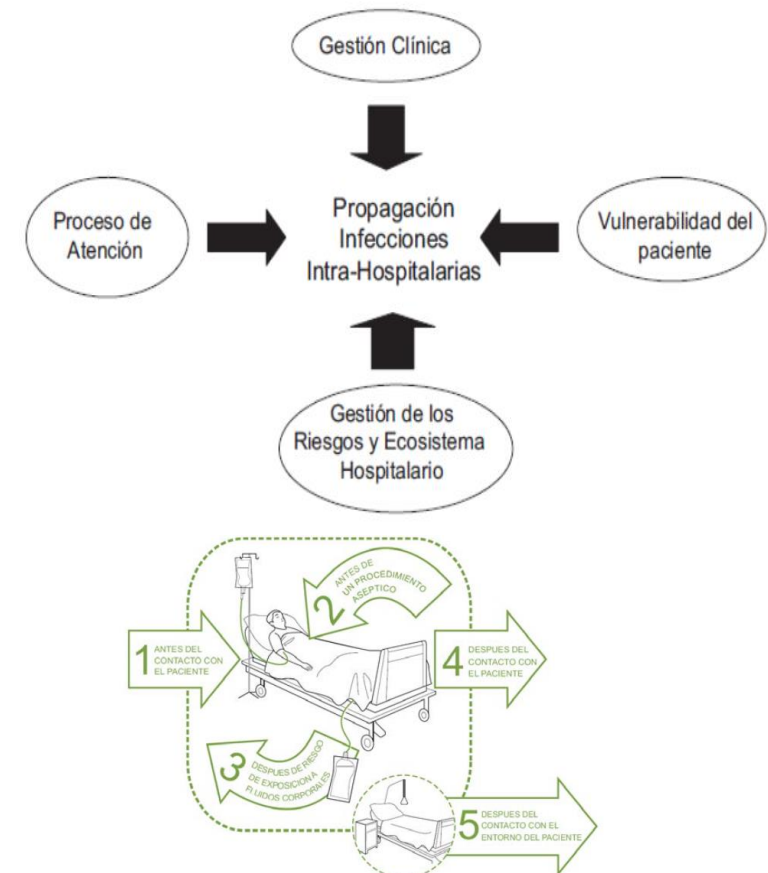 Gestión Clínica
Proceso de
Atención
Propagación
Infecciones
Intra-Hospitalarias
Vulnerabilidad del
paciente
Gestión de los
Riesgos y Ecosistema
Hospitalario
1
ANTES DEL
CONTACTO CON
EL PACIENTE
2
ANTES DE
UN PROCEDIMIENTO
ASEPTICO
3
DESPUES DE RIESGO
DE EXPOSICION A
FLUIDOS CORPORALES
4
DESPUES DEL
CONTACTO CON
EL PACIENTE
5
DESPUES DEL
CONTACTO CON EL
ENTORNO DEL PACIENTE